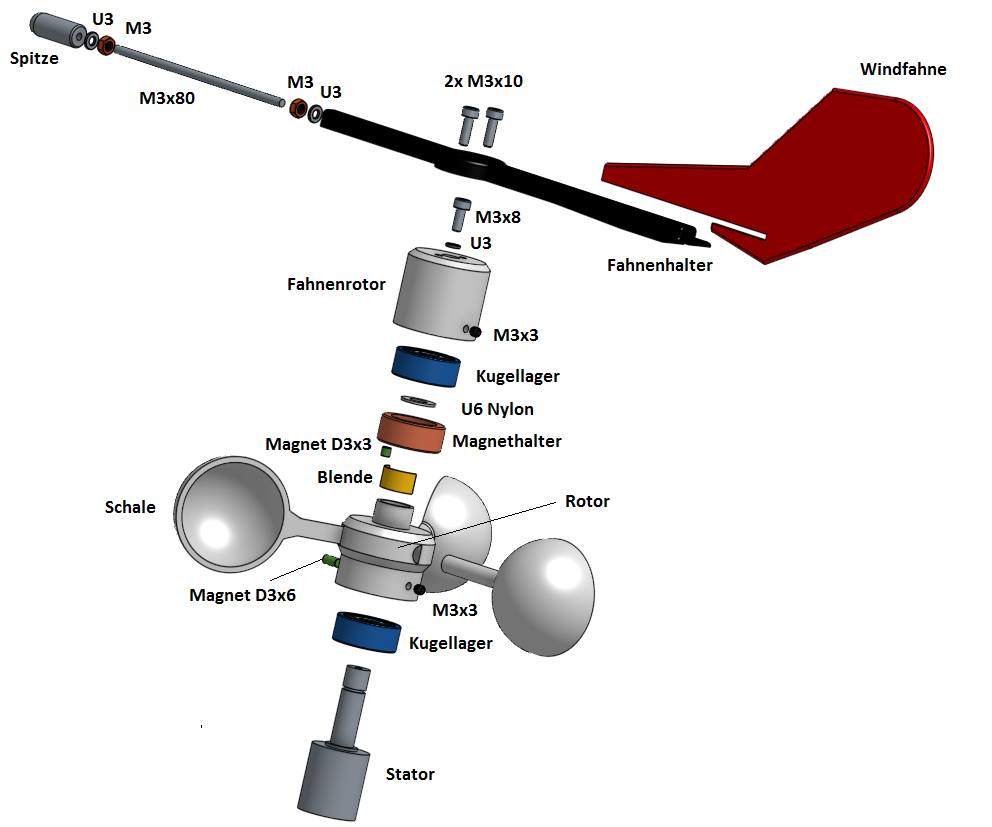 U3
M3
Spitze
M3x80
M3
U3
2x M3x10
Windfahne
M3x8
U3
Fahnenhalter
Fahnenrotor
M3x3
Kugellager
U6 Nylon
Magnethalter
Magnet D3x3
Blende
Schale
Rotor
Magnet D3x6
M3x3
Kugellager
Stator